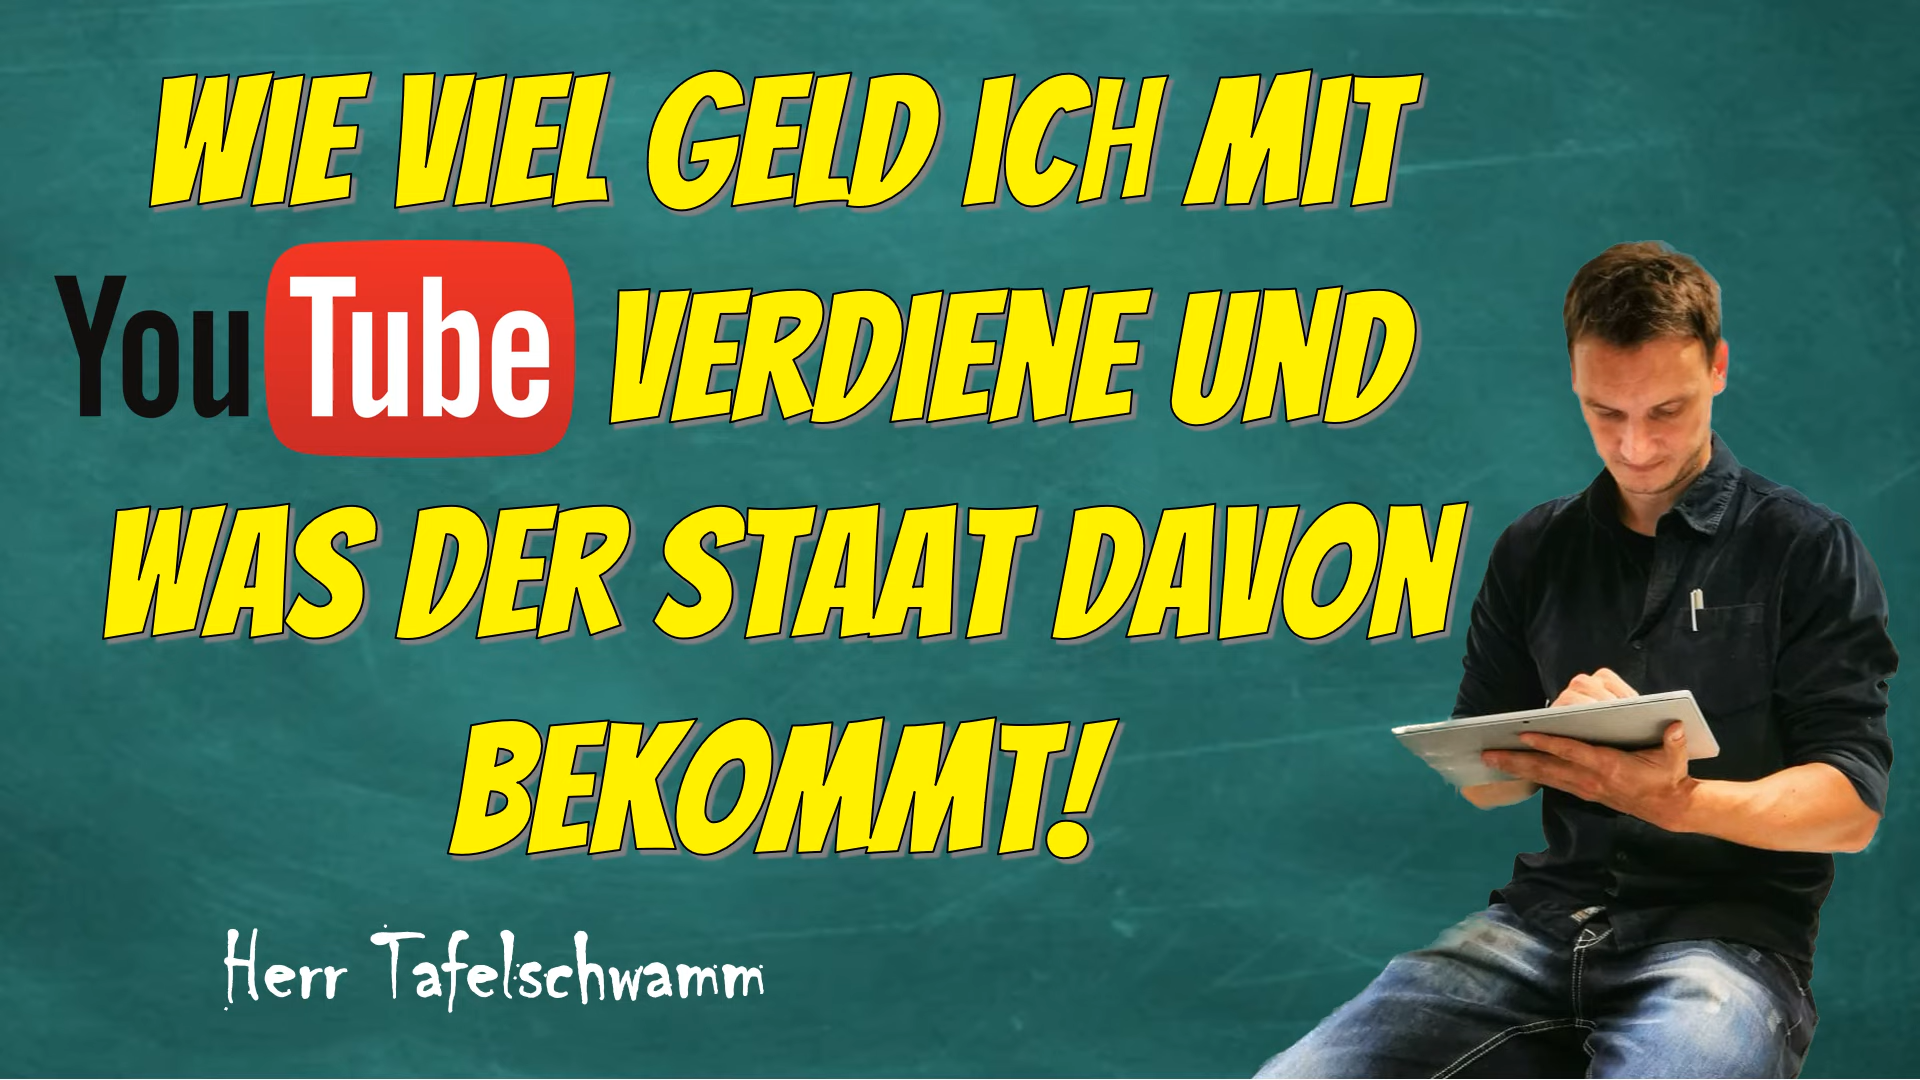 WIE VIEL GELD ICH MIT
YouTube VERDIENE UND
WAS DER STAAT DAVON
BEKOMMT!
Herr Tafelschwamm